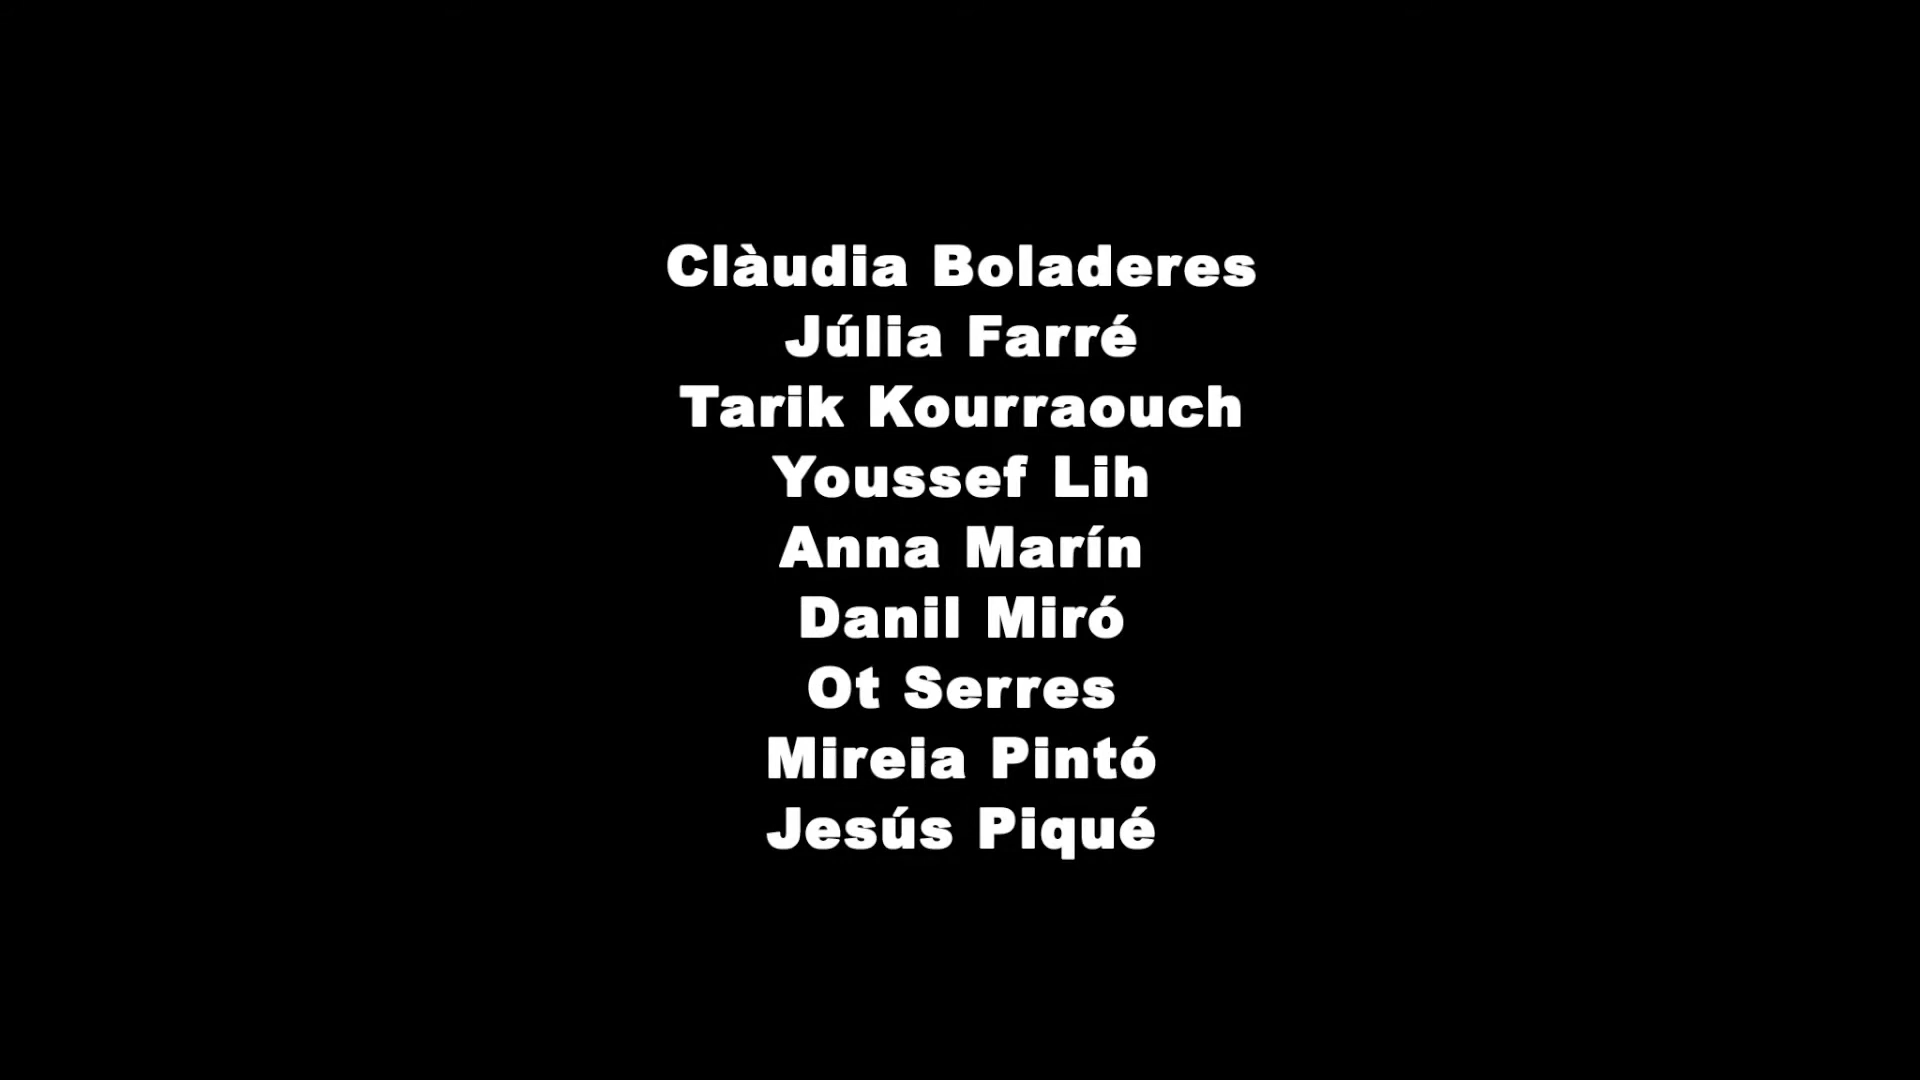 Clàudia Boladeres
Júlia Farré
Tarik Kourraouch
Youssef Lih
Anna Marín
Danil Miró
Ot Serres
Mireia Pintó
Jesús Piqué